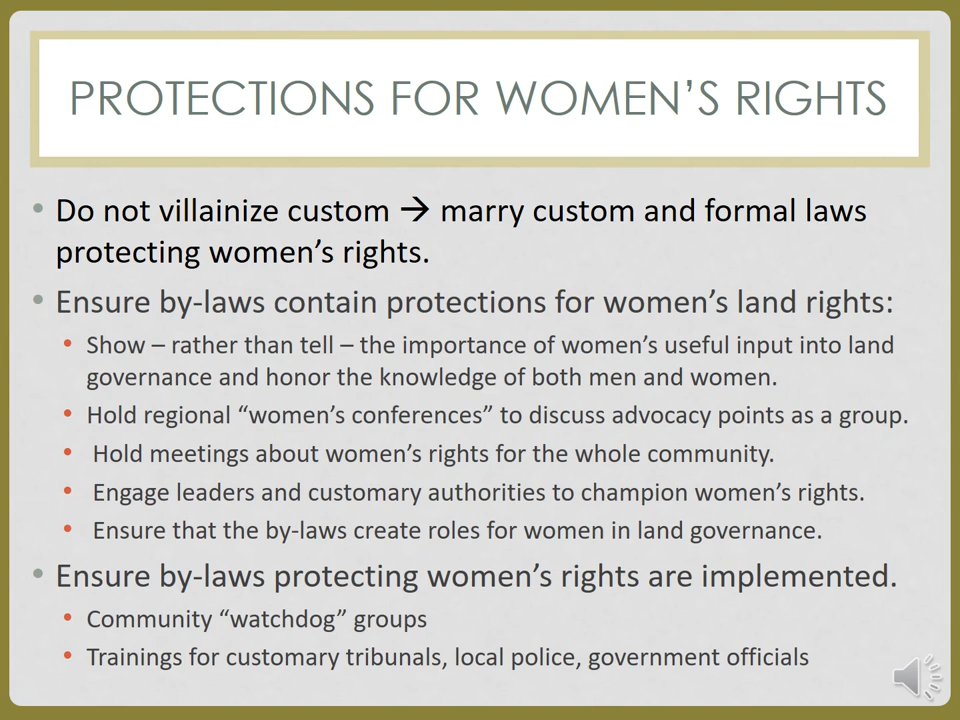 PROTECTIONS FOR WOMEN’S RIGHTS
• Do not villainize custom → marry custom and formal laws
protecting women’s rights.
• Ensure by-laws contain protections for women’s land rights:
• Show – rather than tell – the importance of women’s useful input into land
governance and honor the knowledge of both men and women.
• Hold regional “women’s conferences” to discuss advocacy points as a group.
• Hold meetings about women’s rights for the whole community.
• Engage leaders and customary authorities to champion women’s rights.
• Ensure that the by-laws create roles for women in land governance.
• Ensure by-laws protecting women’s rights are implemented.
• Community “watchdog” groups
• Trainings for customary tribunals, local police, government officials